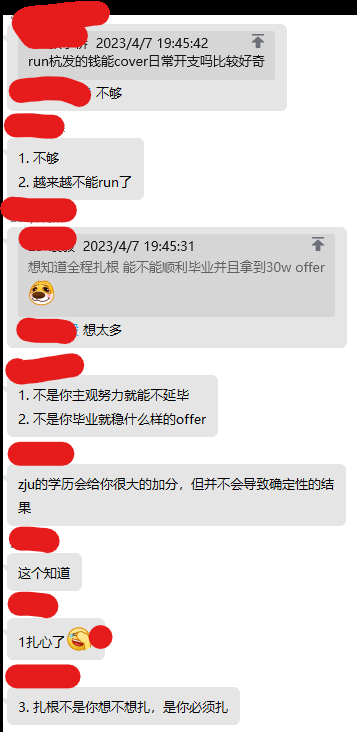 2023/4/7 19:45:42
run杭发的钱能cover日常开支吗比较好奇
不够
1. 不够
2. 越来越不能run了
2023/4/7 19:45:31
想知道全程扎根 能不能顺利毕业并且拿到30w offer
想太多
1. 不是你主观努力就能不延毕
2. 不是你毕业就稳什么样的offer
zju的学历会给你很大的加分，但并不会导致确定性的结
果
这个知道
1扎心了
3. 扎根不是你想不想扎，是你必须扎